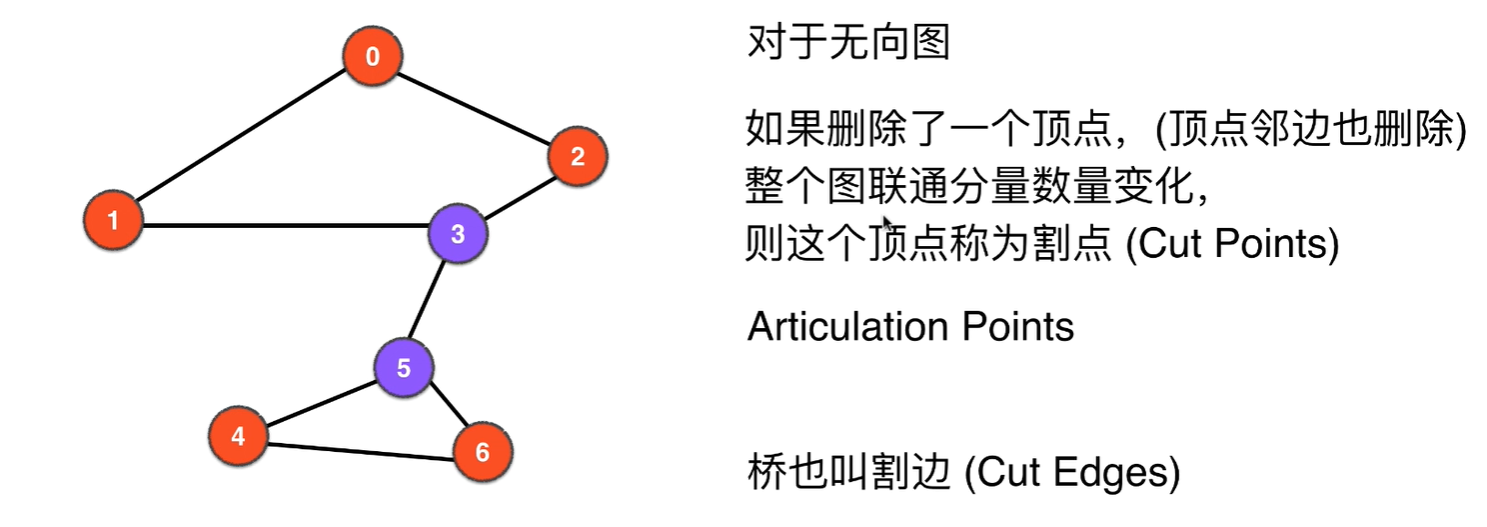 0
2
1
3
5
4
6
对于无向图
如果删除了一个顶点，(顶点邻边也删除)
整个图联通分量数量变化，
则这个顶点称为割点 (Cut Points)
Articulation Points
桥也叫割边 (Cut Edges)